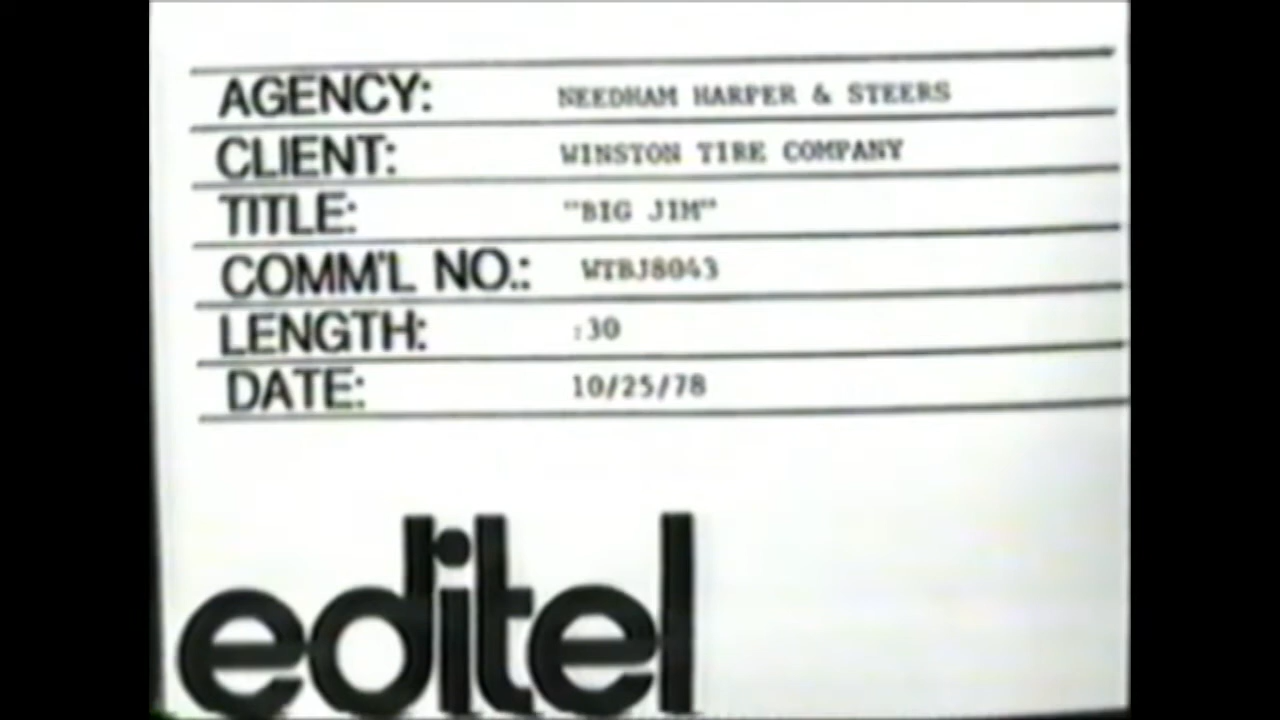 AGENCY: NEEDHAM HARPER & STEERS
CLIENT: WINSTON TIRE COMPANY
TITLE: "BIG JIM"
COMM'L NO.: WTBJ8043
LENGTH: :30
DATE: 10/25/78
editel